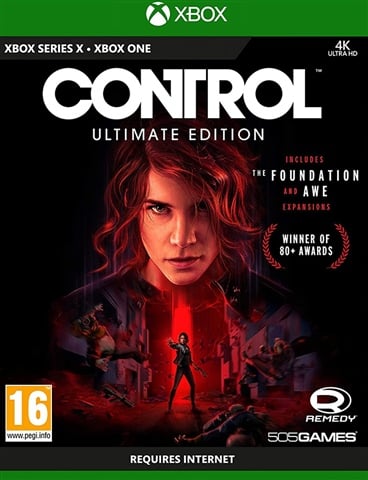 XBOX
XBOX SERIES X • XBOX ONE
4K
ULTRA HD
CONTROL™
ULTIMATE EDITION
INCLUDES
THE FOUNDATION
AND AWE
EXPANSIONS
WINNER OF
80+ AWARDS
16
www.pegi.info
R
REMEDY
505GAMES®
REQUIRES INTERNET